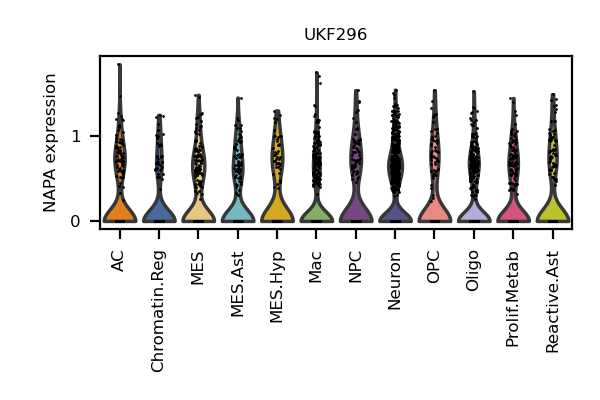 UKF296
NAPA expression
1
0
AC
Chromatin.Reg
MES
MES.Ast
MES.Hyp
Mac
NPC
Neuron
OPC
Oligo
Prolif.Metab
Reactive.Ast